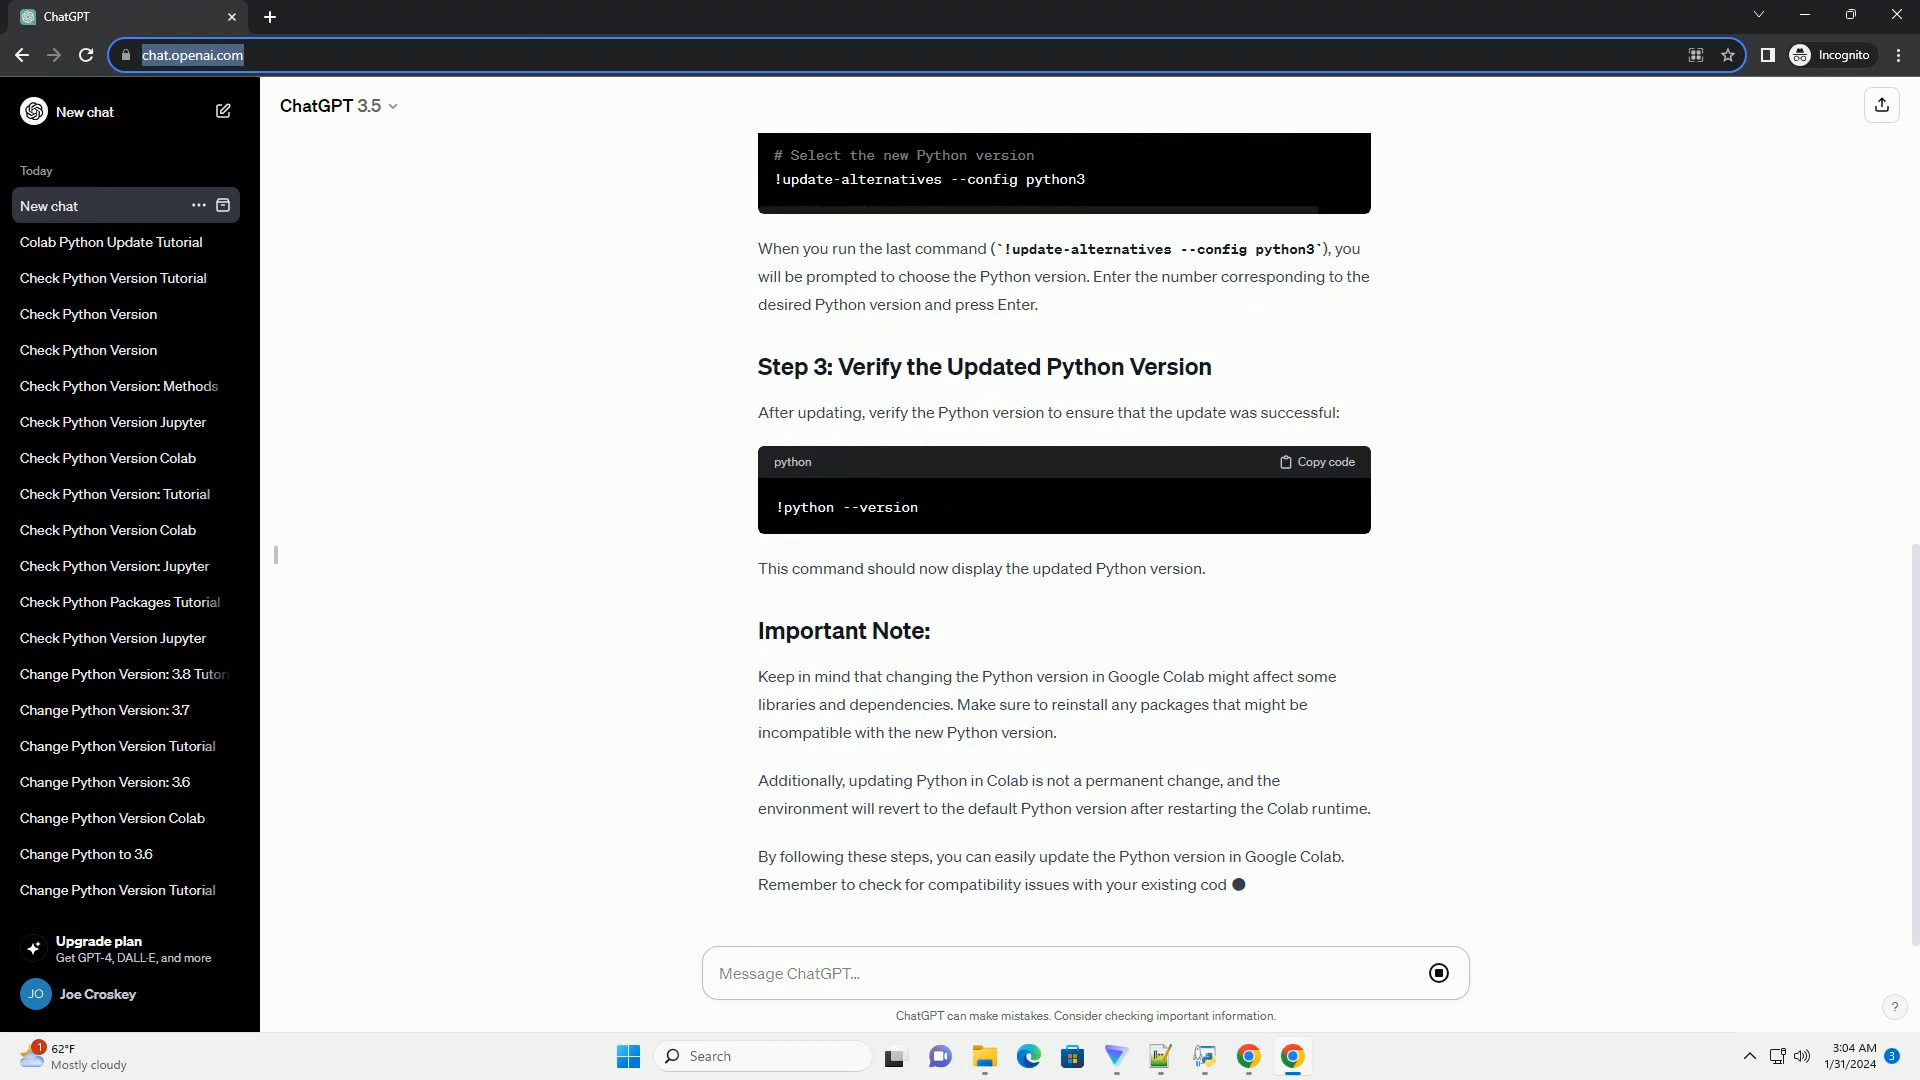 ChatGPT
chat.openai.com
Incognito
New chat
Today
New chat
Colab Python Update Tutorial
Check Python Version Tutorial
Check Python Version
Check Python Version
Check Python Version: Methods
Check Python Version Jupyter
Check Python Version Colab
Check Python Version: Tutorial
Check Python Version Colab
Check Python Version: Jupyter
Check Python Packages Tutorial
Check Python Version Jupyter
Change Python Version: 3.8 Tutori
Change Python Version: 3.7
Change Python Version Tutorial
Change Python Version: 3.6
Change Python Version Colab
Change Python to 3.6
Change Python Version Tutorial
Upgrade plan
Get GPT-4, DALL·E, and more
JO Joe Croskey
ChatGPT 3.5
# Select the new Python version
!update-alternatives --config python3
When you run the last command (`!update-alternatives --config python3`), you
will be prompted to choose the Python version. Enter the number corresponding to the
desired Python version and press Enter.
Step 3: Verify the Updated Python Version
After updating, verify the Python version to ensure that the update was successful:
python Copy code
!python --version
This command should now display the updated Python version.
Important Note:
Keep in mind that changing the Python version in Google Colab might affect some
libraries and dependencies. Make sure to reinstall any packages that might be
incompatible with the new Python version.
Additionally, updating Python in Colab is not a permanent change, and the
environment will revert to the default Python version after restarting the Colab runtime.
By following these steps, you can easily update the Python version in Google Colab.
Remember to check for compatibility issues with your existing cod
Message ChatGPT...
ChatGPT can make mistakes. Consider checking important information.
?
1
62°F
Mostly cloudy
Search
3:04 AM
1/31/2024
3